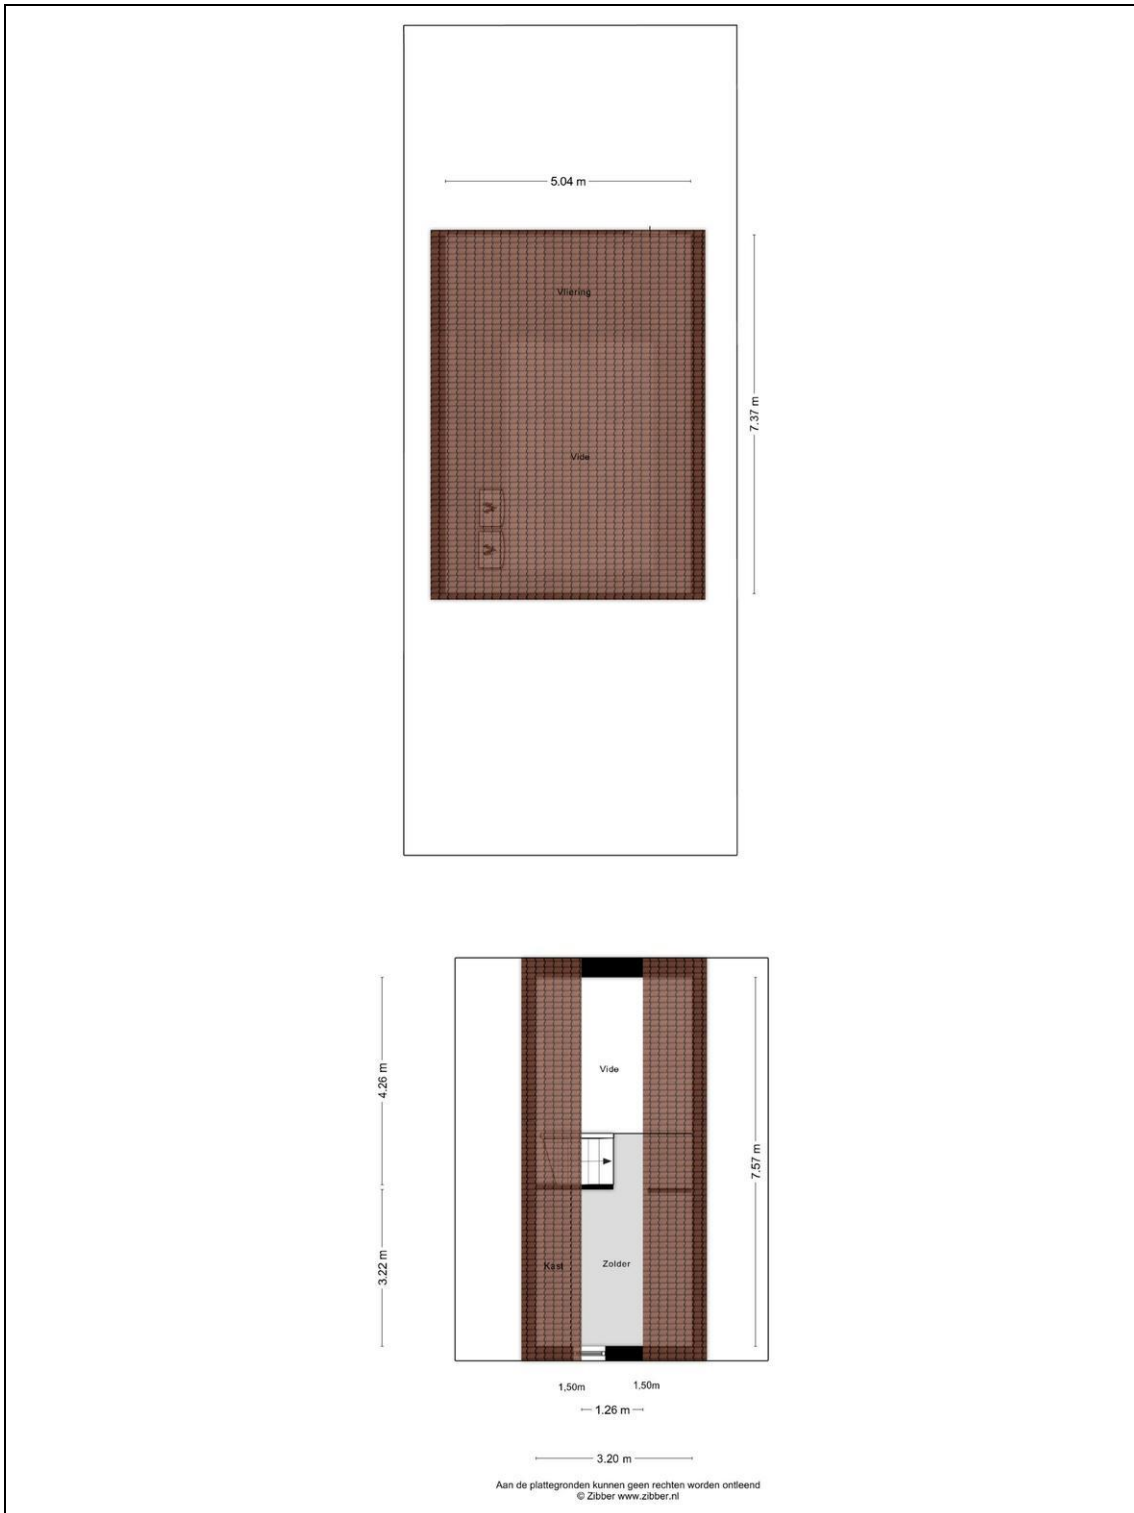 5.04 m
Vliering
7.37 m
Vide
Vide
4.26 m
7.57 m
3.22 m
Kast
Zolder
1,50m
1,50m
1.26 m
3.20 m
Aan de plattegronden kunnen geen rechten worden ontleend
© Zibber www.zibber.nl